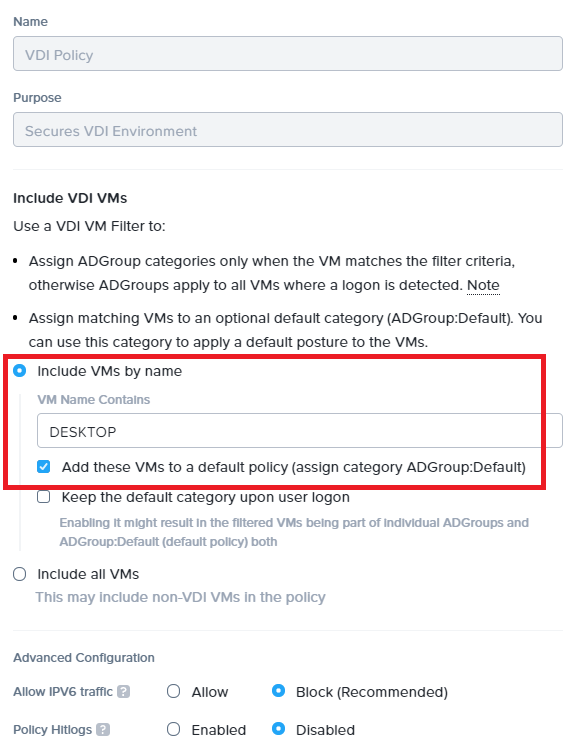 Name
VDI Policy
Purpose
Secures VDI Environment
Include VDI VMs
Use a VDI VM Filter to:
• Assign ADGroup categories only when the VM matches the filter criteria,
otherwise ADGroups apply to all VMs where a logon is detected. Note
• Assign matching VMs to an optional default category (ADGroup:Default). You
can use this category to apply a default posture to the VMs.
Include VMs by name
VM Name Contains
DESKTOP
Add these VMs to a default policy (assign category ADGroup:Default)
Keep the default category upon user logon
Enabling it might result in the filtered VMs being part of individual ADGroups and
ADGroup:Default (default policy) both
Include all VMs
This may include non-VDI VMs in the policy
Advanced Configuration
Allow IPV6 traffic ? Allow Block (Recommended)
Policy Hitlogs ? Enabled Disabled